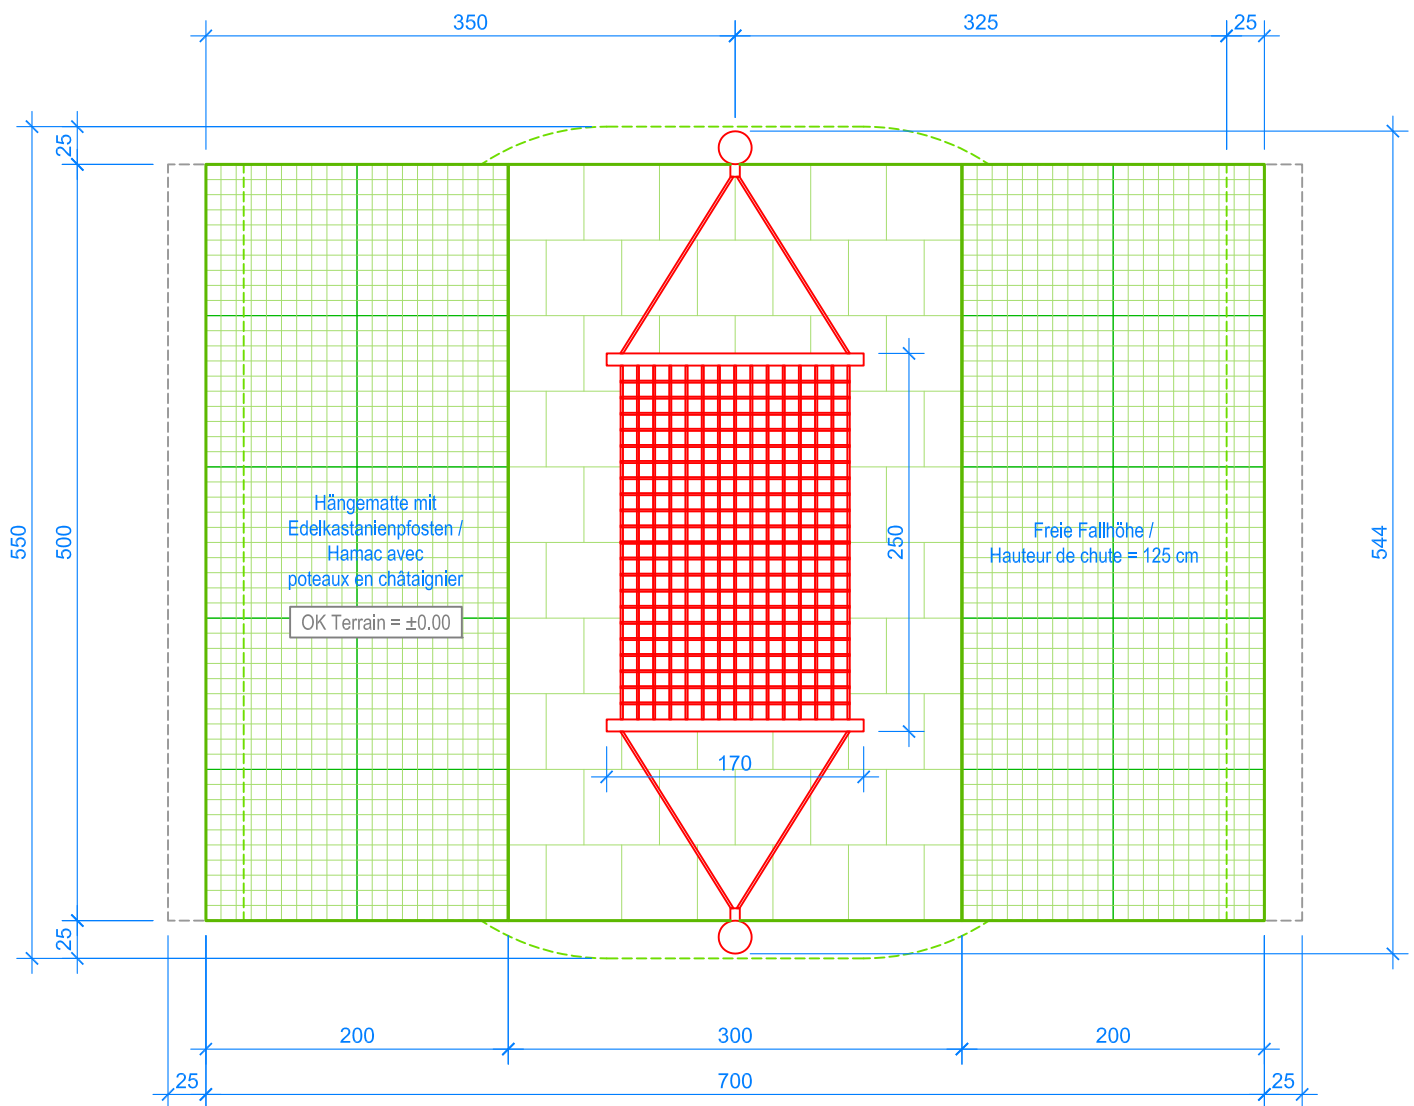 350
325
25
25
550
500
Hängematte mit
Edelkastanienpfosten /
Hamac avec
poteaux en châtaignier
OK Terrain = ±0.00
250
Freie Fallhöhe /
Hauteur de chute = 125 cm
544
170
25
200
300
200
25
700
25